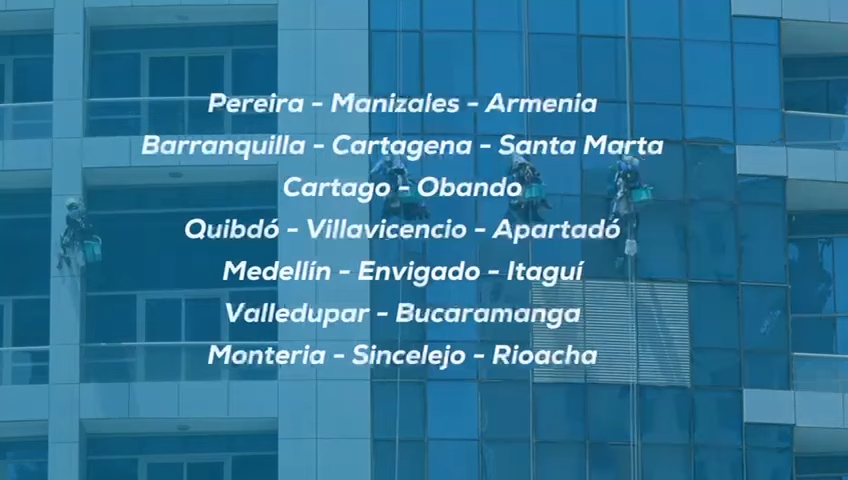 Pereira - Manizales - Armenia
Barranquilla - Cartagena - Santa Marta
Cartago - Obando
Quibdó - Villavicencio - Apartadó
Medellín - Envigado - Itaguí
Valledupar - Bucaramanga
Monteria - Sincelejo - Rioacha